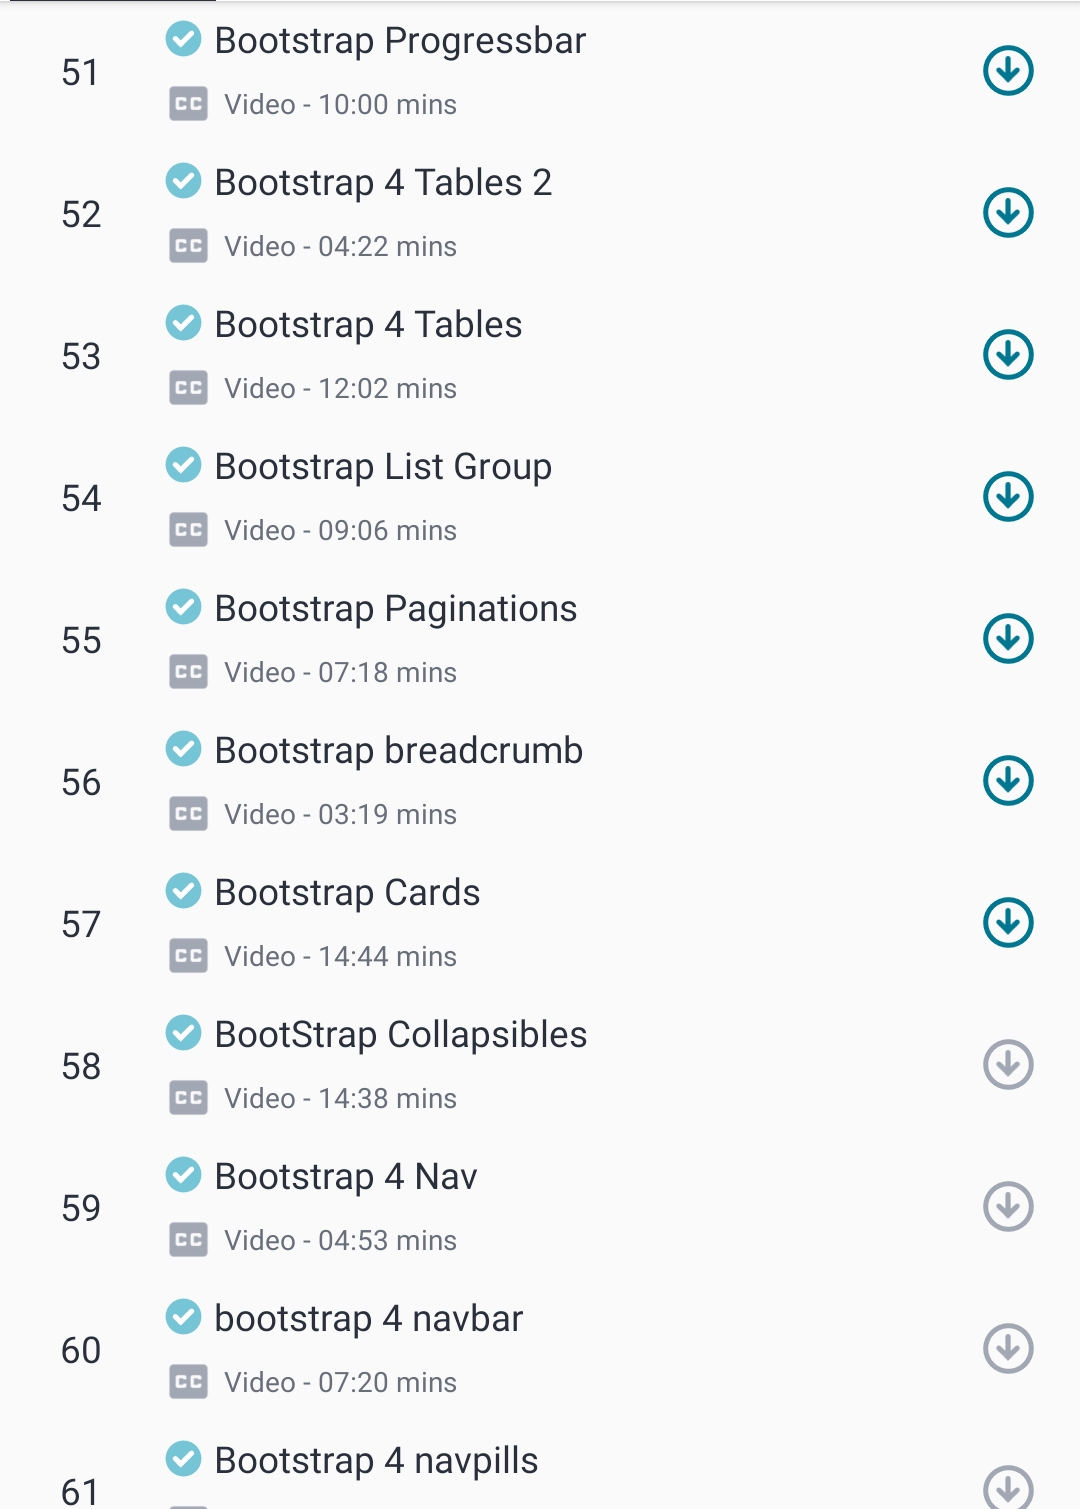 51
Bootstrap Progressbar
CC Video - 10:00 mins
52
Bootstrap 4 Tables 2
CC Video - 04:22 mins
53
Bootstrap 4 Tables
CC Video - 12:02 mins
54
Bootstrap List Group
CC Video - 09:06 mins
55
Bootstrap Paginations
CC Video - 07:18 mins
56
Bootstrap breadcrumb
CC Video - 03:19 mins
57
Bootstrap Cards
CC Video - 14:44 mins
58
BootStrap Collapsibles
CC Video - 14:38 mins
59
Bootstrap 4 Nav
CC Video - 04:53 mins
60
bootstrap 4 navbar
CC Video - 07:20 mins
61
Bootstrap 4 navpills